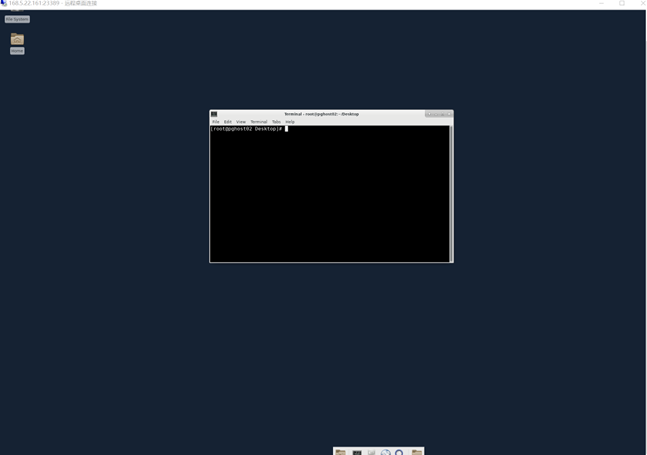 168.5.22.161:23389 - 远程桌面连接
File System
Home
Terminal - root@pghost02:~/Desktop
File Edit View Terminal Tabs Help
[root@pghost02 Desktop]#